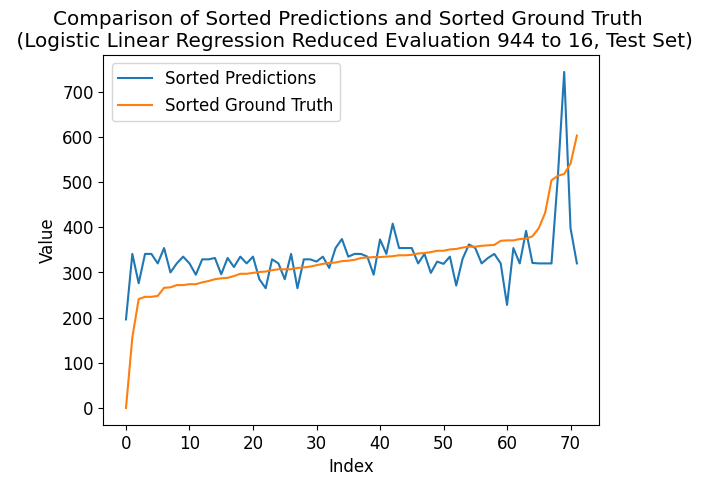 Comparison of Sorted Predictions and Sorted Ground Truth
(Logistic Linear Regression Reduced Evaluation 944 to 16, Test Set)
Sorted Predictions
Sorted Ground Truth
700
600
500
400
300
200
100
0
Value
0 10 20 30 40 50 60 70
Index